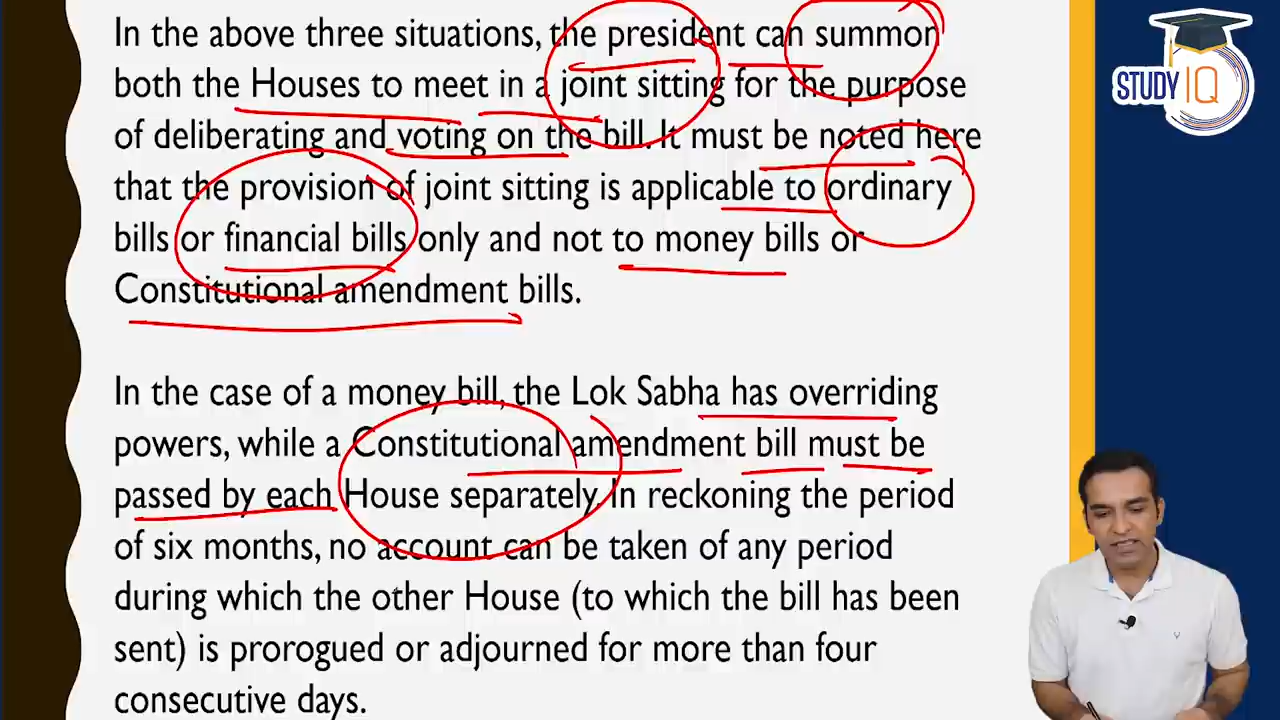 In the above three situations, the president can summon
both the Houses to meet in a joint sitting for the purpose
of deliberating and voting on the bill. It must be noted here
that the provision of joint sitting is applicable to ordinary
bills or financial bills only and not to money bills or
Constitutional amendment bills.
In the case of a money bill, the Lok Sabha has overriding
powers, while a Constitutional amendment bill must be
passed by each House separately. In reckoning the period
of six months, no account can be taken of any period
during which the other House (to which the bill has been
sent) is prorogued or adjourned for more than four
consecutive days.
STUDY IQ